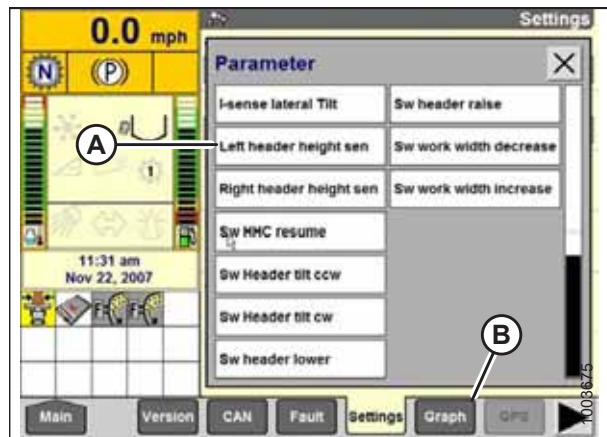 0.0 mph
Settings
N
(P)
Parameter
I-sense lateral Tilt
Sw header raise
A
Left header height sen
Sw work width decrease
1
Right header height sen
Sw work width increase
Sw HHC resume
11:31 am
Nov 22, 2007
Sw Header tilt ccw
Sw Header tilt cw
B
Sw header lower
Main
Version
CAN
Fault
Settings
Graph
GPS
1003675